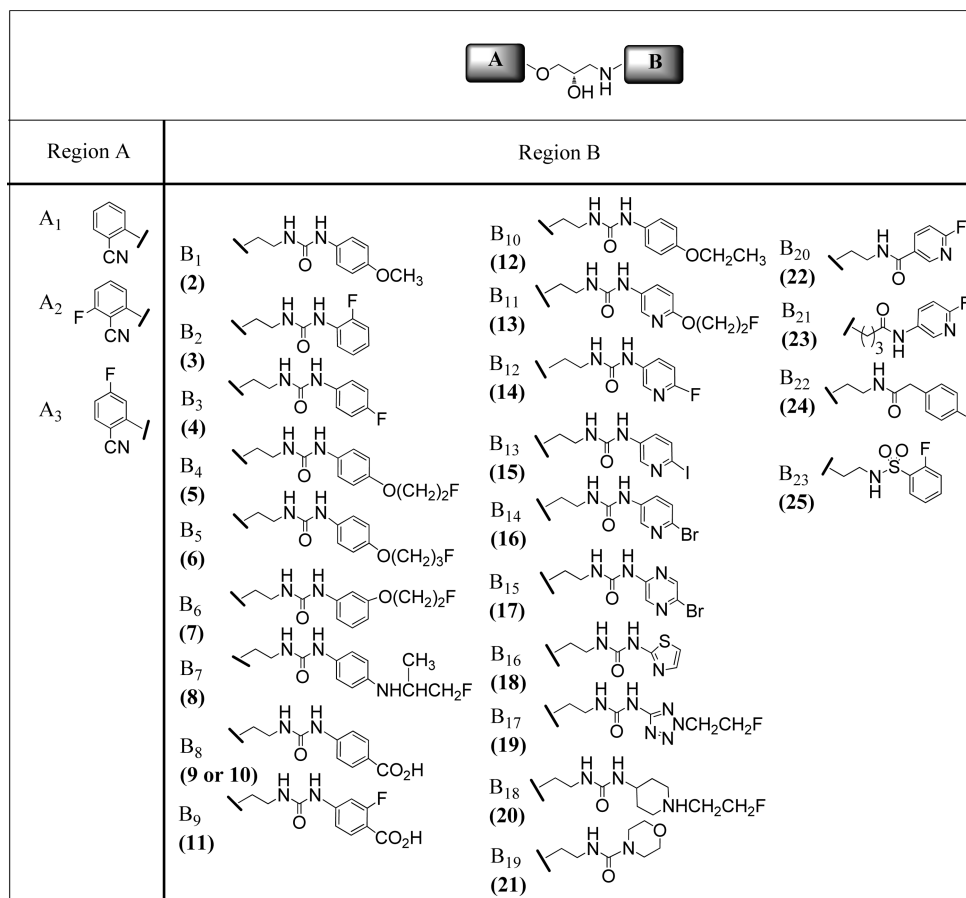 A
B
O
OH
N
H
Region A
Region B
A1
CN
A2
F
CN
A3
F
CN
B1
(2)
H
N
H
N
O
OCH3
B2
(3)
H
N
H
N
O
F
B3
(4)
H
N
H
N
O
F
B4
(5)
H
N
H
N
O
O(CH2)2F
B5
(6)
H
N
H
N
O
O(CH2)3F
B6
(7)
H
N
H
N
O
O(CH2)2F
B7
(8)
H
N
H
N
O
CH3
NHCHCH2F
B8
(9 or 10)
H
N
H
N
O
CO2H
B9
(11)
H
N
H
N
O
F
CO2H
B10
(12)
H
N
H
N
O
OCH2CH3
B11
(13)
H
N
H
N
O
N
O(CH2)2F
B12
(14)
H
N
H
N
O
N
F
B13
(15)
H
N
H
N
O
N
I
B14
(16)
H
N
H
N
O
N
Br
B15
(17)
H
N
H
N
O
N
N
Br
B16
(18)
H
N
H
N
O
S
N
B17
(19)
H
N
H
N
O
N
N
N
N
CH2CH2F
B18
(20)
H
N
H
N
O
NHCH2CH2F
B19
(21)
H
N
O
N
O
B20
(22)
H
N
O
N
F
B21
(23)
( )3
O
N
H
N
F
B22
(24)
H
N
O
B23
(25)
N
H
O O
S
F